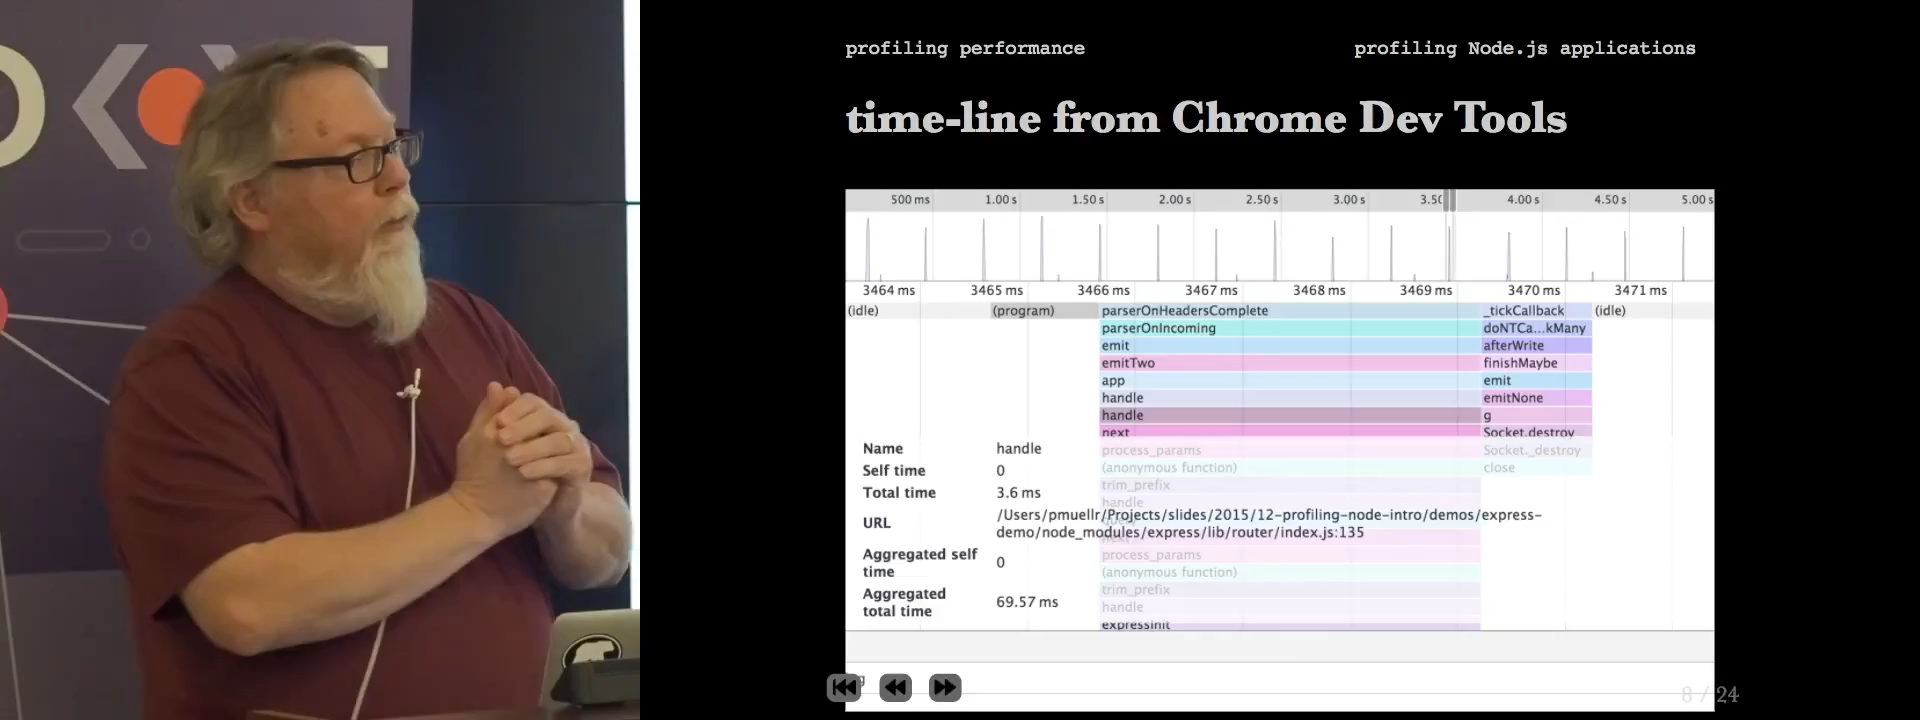 profiling performance
profiling Node.js applications
time-line from Chrome Dev Tools
500 ms 1.00 s 1.50 s 2.00 s 2.50 s 3.00 s 3.50 4.00 s 4.50 s 5.00 s
3464 ms 3465 ms 3466 ms 3467 ms 3468 ms 3469 ms 3470 ms 3471 ms
(idle) (program) parserOnHeadersComplete _tickCallback (idle)
parserOnIncoming doNTCa...kMany
emit afterWrite
emitTwo finishMaybe
app emit
handle emitNone
handle g
next Socket.destroy
process_params Socket._destroy
(anonymous function) close
trim_prefix
handle
process_params
(anonymous function)
trim_prefix
handle
expressInit
Name handle
Self time 0
Total time 3.6 ms
URL /Users/pmuellr/Projects/slides/2015/12-profiling-node-intro/demos/express-
demo/node_modules/express/lib/router/index.js:135
Aggregated self
time 0
Aggregated
total time 69.57 ms
8 / 24